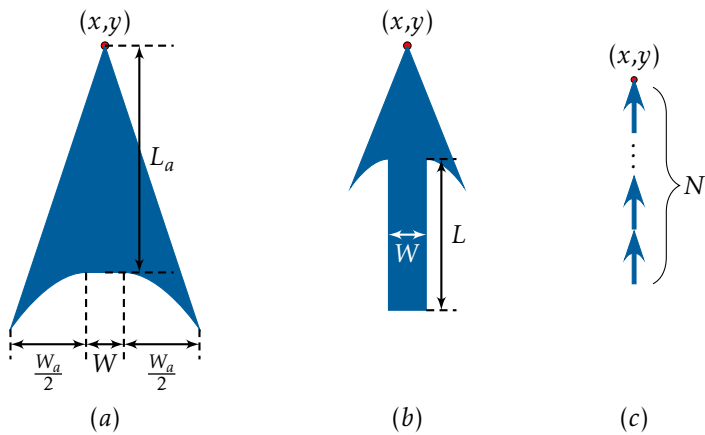 (x,y)
L_a
W_a/2
W
W_a/2
(a)
(x,y)
W
L
(b)
(x,y)
N
(c)